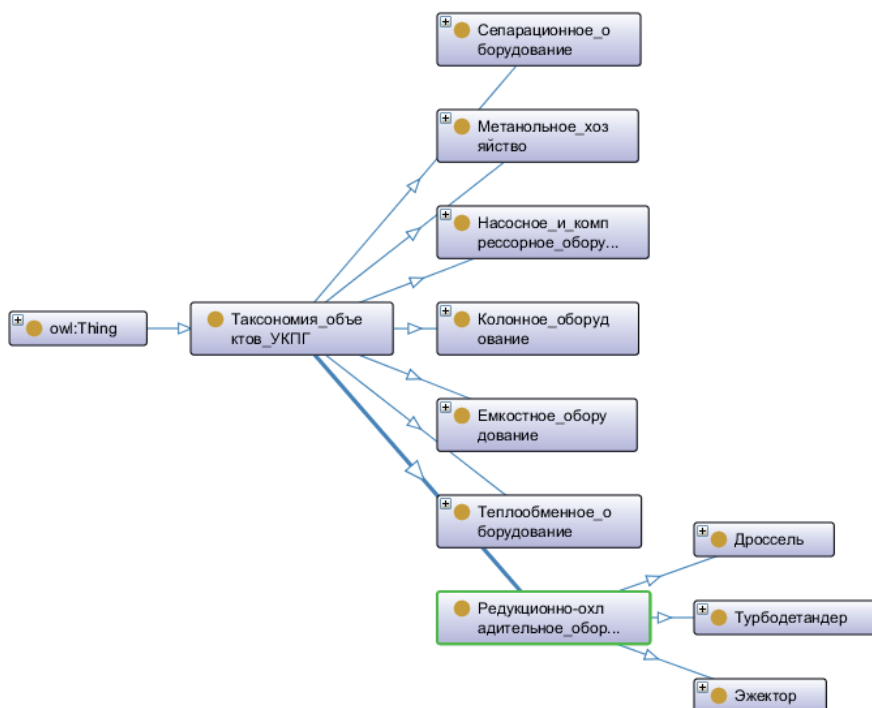 Сепарационное_о
борудование
Метанольное_хоз
яйство
Насосное_и_комп
рессорное_обору...
owl:Thing
Таксономия_объе
ктов_УКПГ
Колонное_оборуд
ование
Емкостное_обору
дование
Теплообменное_о
борудование
Дроссель
Редукционно-охл
адительное_обор...
Турбодетандер
Эжектор